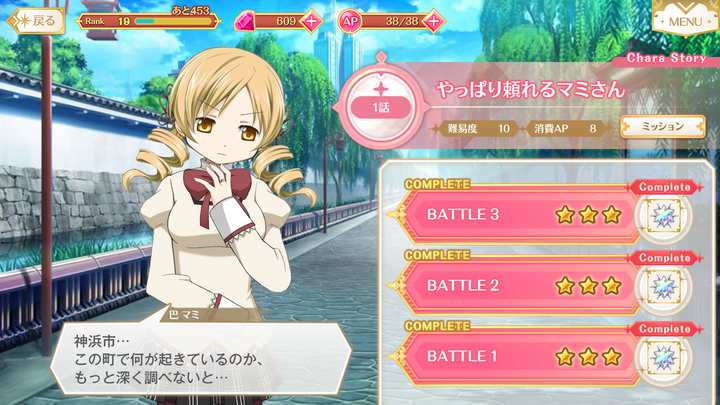 戻る
Rank 19
あと453
609
AP 38/38
MENU
Chara Story
1話
やっぱり頼れるマミさん
難易度 10 消費AP 8
ミッション
COMPLETE
BATTLE 3
Complete
COMPLETE
BATTLE 2
Complete
COMPLETE
BATTLE 1
Complete
巴 マミ
神浜市…
この町で何が起きているのか、
もっと深く調べないと…